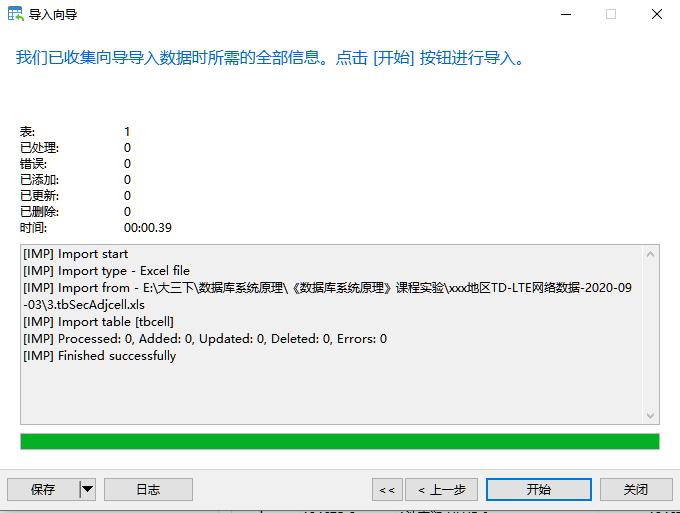 导入向导
我们已收集向导导入数据时所需的全部信息。点击 [开始] 按钮进行导入。
表: 1
已处理: 0
错误: 0
已添加: 0
已更新: 0
已删除: 0
时间: 00:00.39
[IMP] Import start
[IMP] Import type - Excel file
[IMP] Import from - E:\大三下\数据库系统原理\《数据库系统原理》课程实验\xxx地区TD-LTE网络数据-2020-09
-03\3.tbSecAdjcell.xls
[IMP] Import table [tbcell]
[IMP] Processed: 0, Added: 0, Updated: 0, Deleted: 0, Errors: 0
[IMP] Finished successfully
保存 日志 << < 上一步 开始 关闭